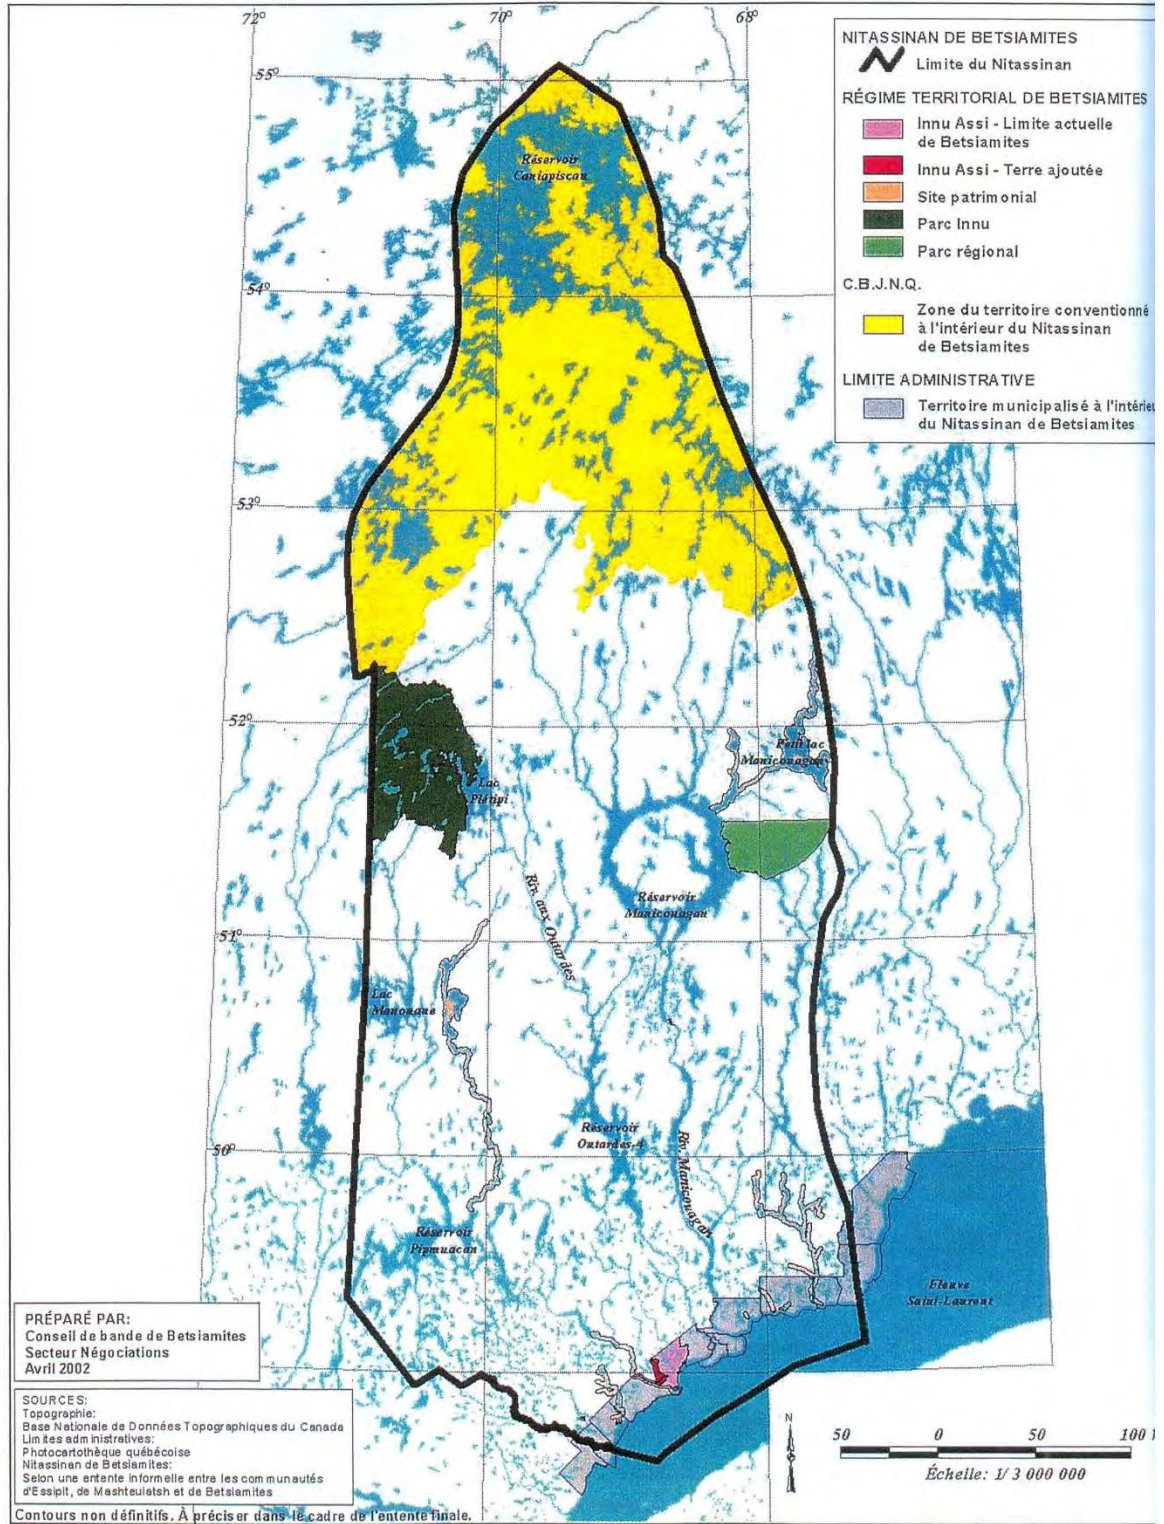 72°
70°
68°
55°
54°
53°
52°
51°
50°
NITASSINAN DE BETSIAMITES
Limite du Nitassinan
RÉGIME TERRITORIAL DE BETSIAMITES
Innu Assi - Limite actuelle
de Betsiamites
Innu Assi - Terre ajoutée
Site patrimonial
Parc Innu
Parc régional
C.B.J.N.Q.
Zone du territoire conventionné
à l'intérieur du Nitassinan
de Betsiamites
LIMITE ADMINISTRATIVE
Territoire municipalisé à l'intérieu
du Nitassinan de Betsiamites
Réservoir
Caniapiscau
Petit lac
Manicouagan
Lac
Plétipi
Riv. aux Outardes
Réservoir
Manicouagan
Lac
Manouane
Réservoir
Outardes-4
Riv. Manicouagan
Réservoir
Pipmuacan
Fleuve
Saint-Laurent
PRÉPARÉ PAR:
Conseil de bande de Betsiamites
Secteur Négociations
Avril 2002
SOURCES:
Topographie:
Base Nationale de Données Topographiques du Canada
Limites administratives:
Photocartothèque québécoise
Nitassinan de Betsiamites:
Selon une entente informelle entre les communautés
d'Essipit, de Mashteuiatsh et de Betsiamites
N
50 0 50 100
Échelle: 1/ 3 000 000
Contours non définitifs. À préciser dans le cadre de l'entente finale.